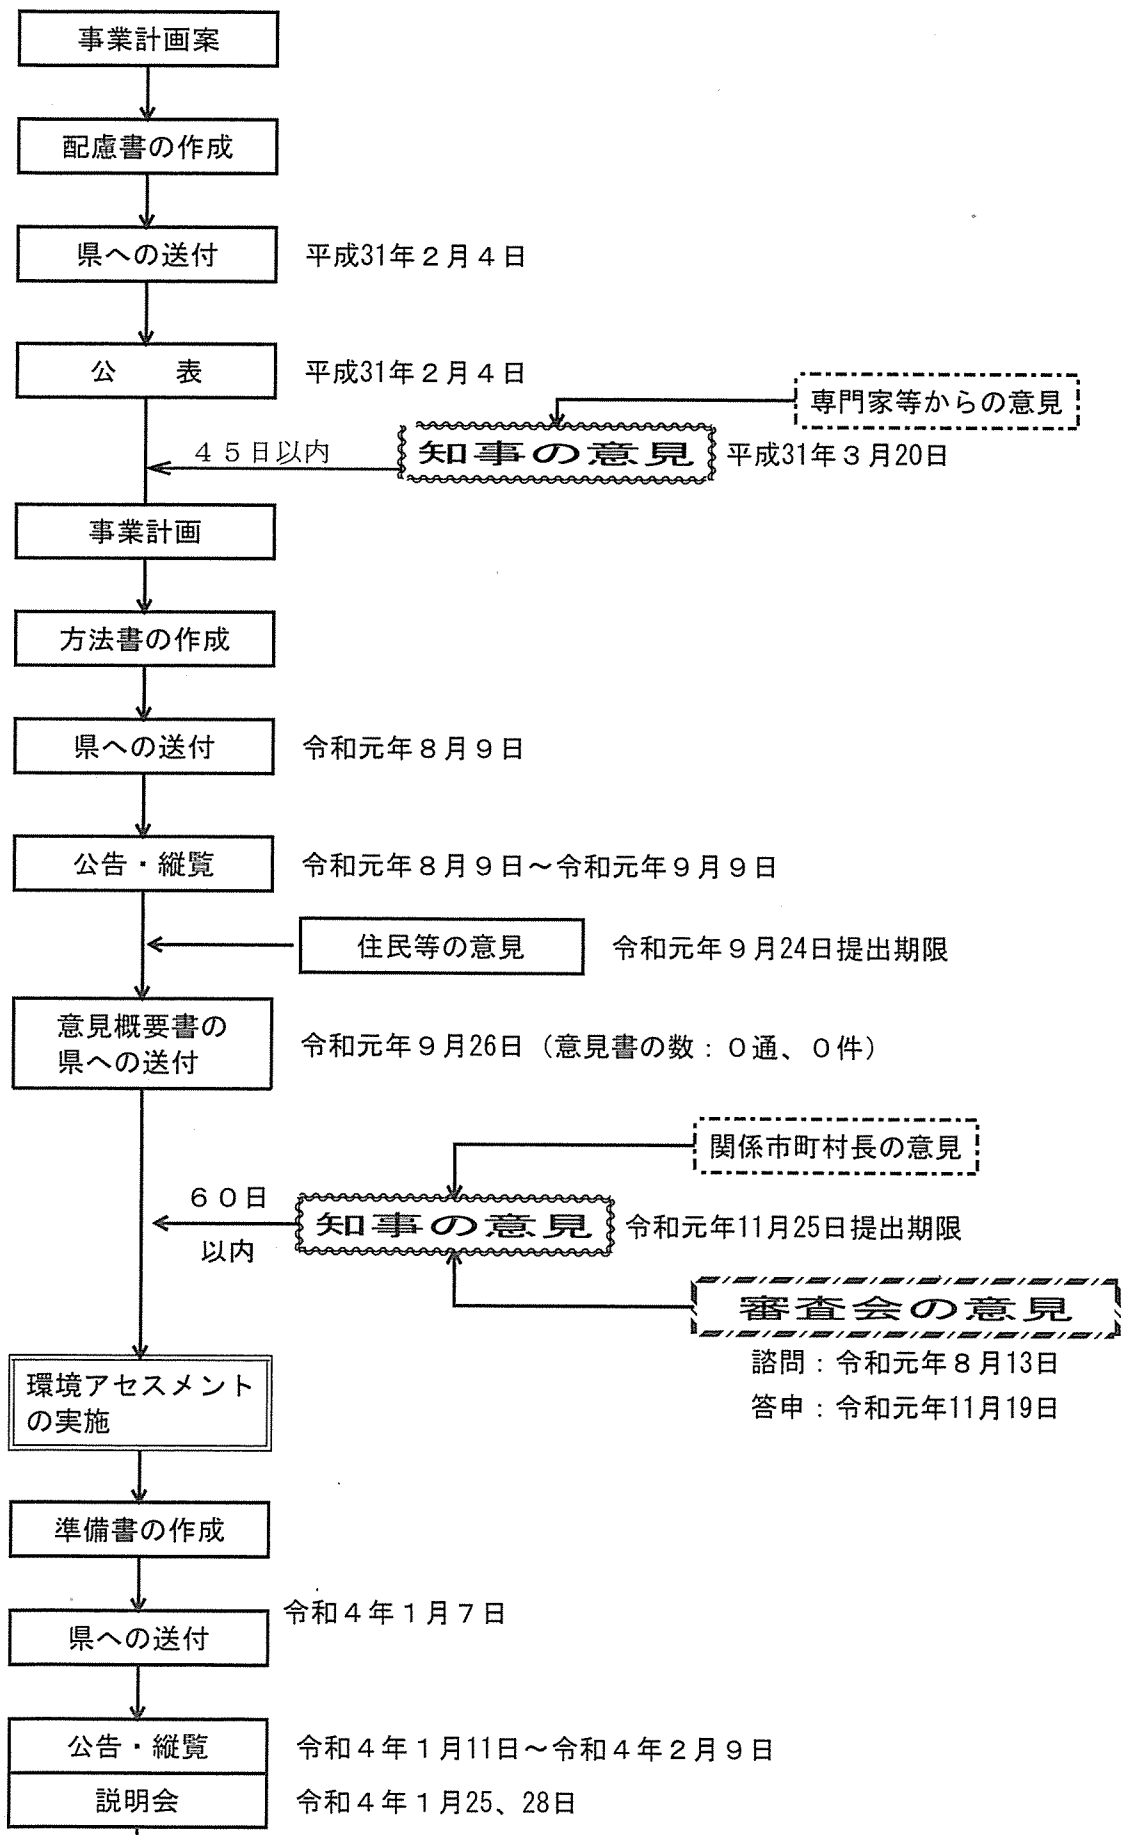 事業計画案
配慮書の作成
県への送付
平成31年2月4日
公　　表
平成31年2月4日
専門家等からの意見
45日以内
知事の意見
平成31年3月20日
事業計画
方法書の作成
県への送付
令和元年8月9日
公告・縦覧
令和元年8月9日～令和元年9月9日
住民等の意見
令和元年9月24日提出期限
意見概要書の
県への送付
令和元年9月26日（意見書の数：0通、0件）
関係市町村長の意見
60日
以内
知事の意見
令和元年11月25日提出期限
審査会の意見
諮問：令和元年8月13日
答申：令和元年11月19日
環境アセスメント
の実施
準備書の作成
県への送付
令和4年1月7日
公告・縦覧
令和4年1月11日～令和4年2月9日
説明会
令和4年1月25、28日